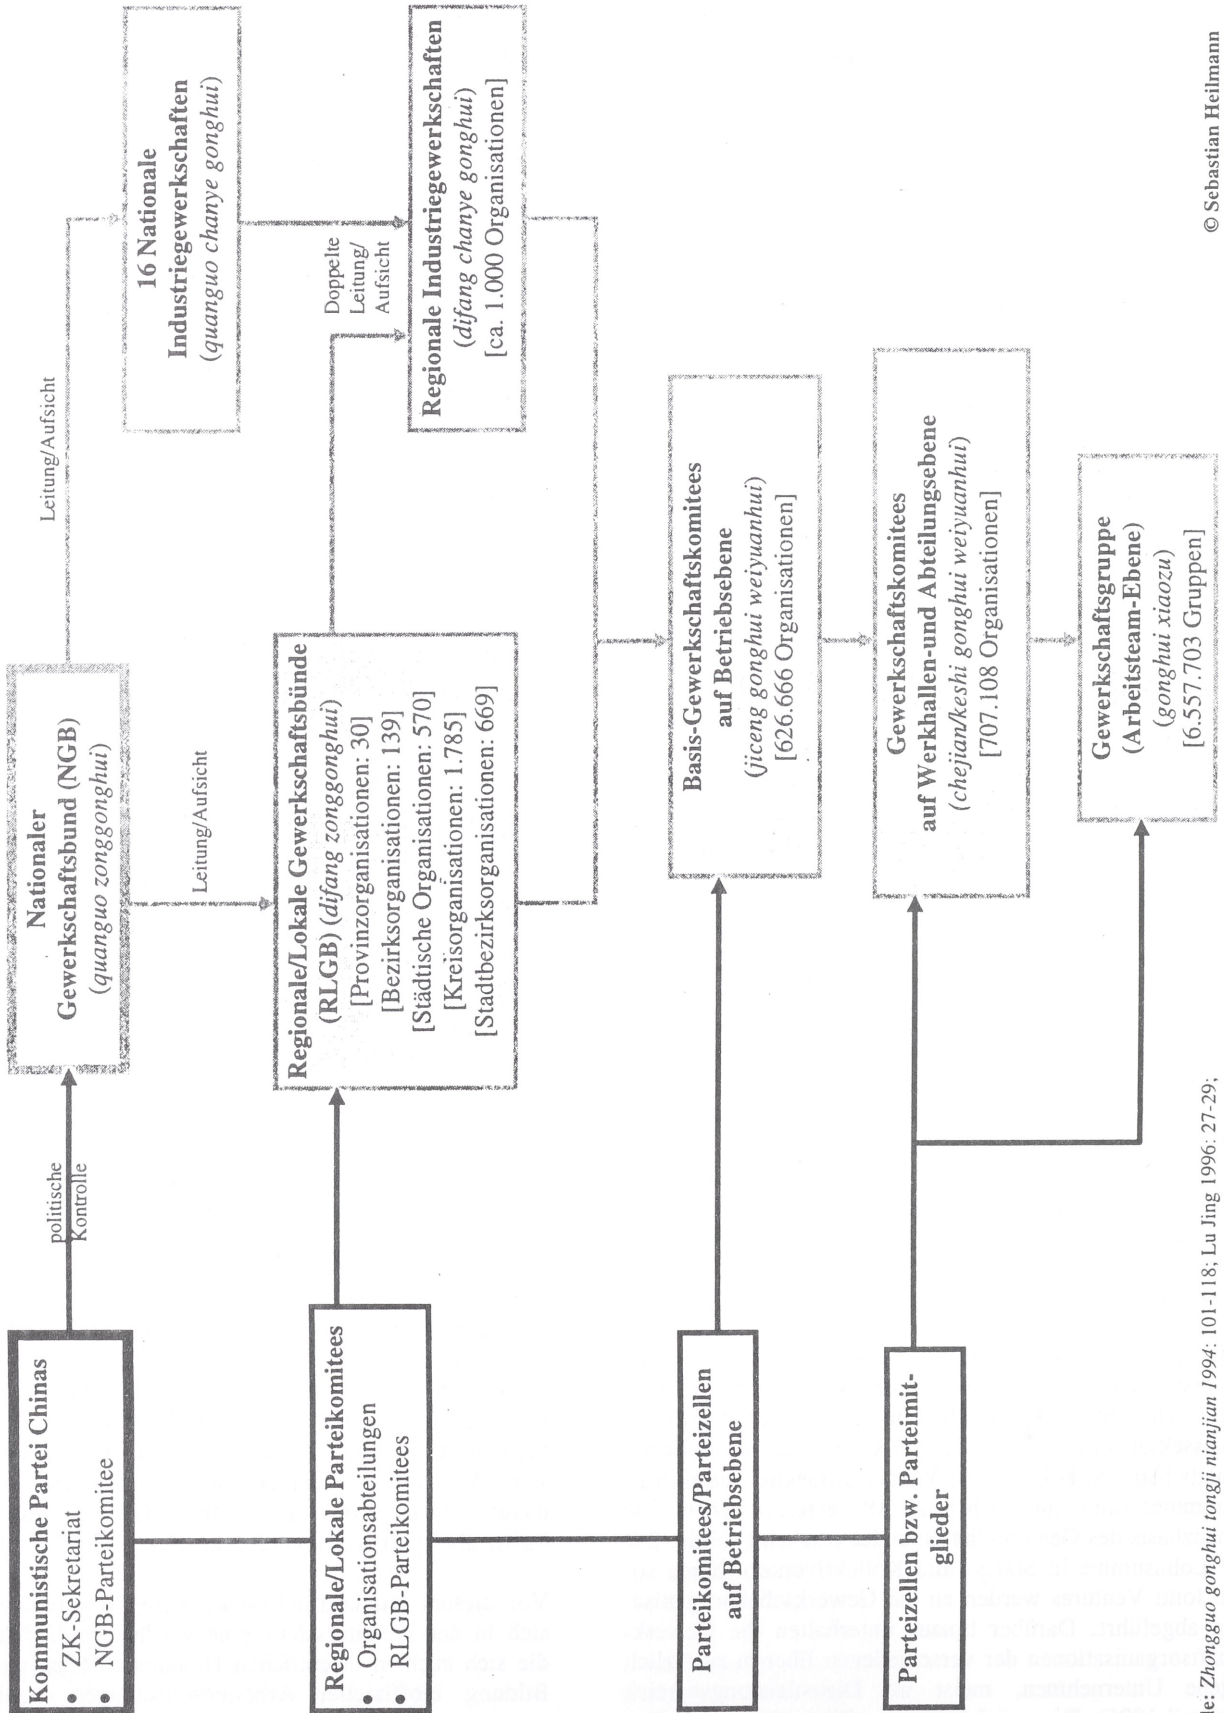 Kommunistische Partei Chinas
• ZK-Sekretariat
• NGB-Parteikomitee
politische
Kontrolle
Nationaler
Gewerkschaftsbund (NGB)
(quanguo zonggonghui)
Leitung/Aufsicht
16 Nationale
Industriegewerkschaften
(quanguo chanye gonghui)
Leitung/Aufsicht
Regionale/Lokale Parteikomitees
• Organisationsabteilungen
• RLGB-Parteikomitees
Regionale/Lokale Gewerkschaftsbünde
(RLGB) (difang zonggonghui)
[Provinzorganisationen: 30]
[Bezirksorganisationen: 139]
[Städtische Organisationen: 570]
[Kreisorganisationen: 1.785]
[Stadtbezirksorganisationen: 669]
Doppelte
Leitung/
Aufsicht
Regionale Industriegewerkschaften
(difang chanye gonghui)
[ca. 1.000 Organisationen]
Parteikomitees/Parteizellen
auf Betriebsebene
Basis-Gewerkschaftskomitees
auf Betriebsebene
(jiceng gonghui weiyuanhui)
[626.666 Organisationen]
Parteizellen bzw. Parteimit-
glieder
Gewerkschaftskomitees
auf Werkhallen-und Abteilungsebene
(chejian/keshi gonghui weiyuanhui)
[707.108 Organisationen]
Gewerkschaftsgruppe
(Arbeitsteam-Ebene)
(gonghui xiaozu)
[6.557.703 Gruppen]
le: Zhongguo gonghui tongji nianjian 1994: 101-118; Lu Jing 1996: 27-29;
© Sebastian Heilmann